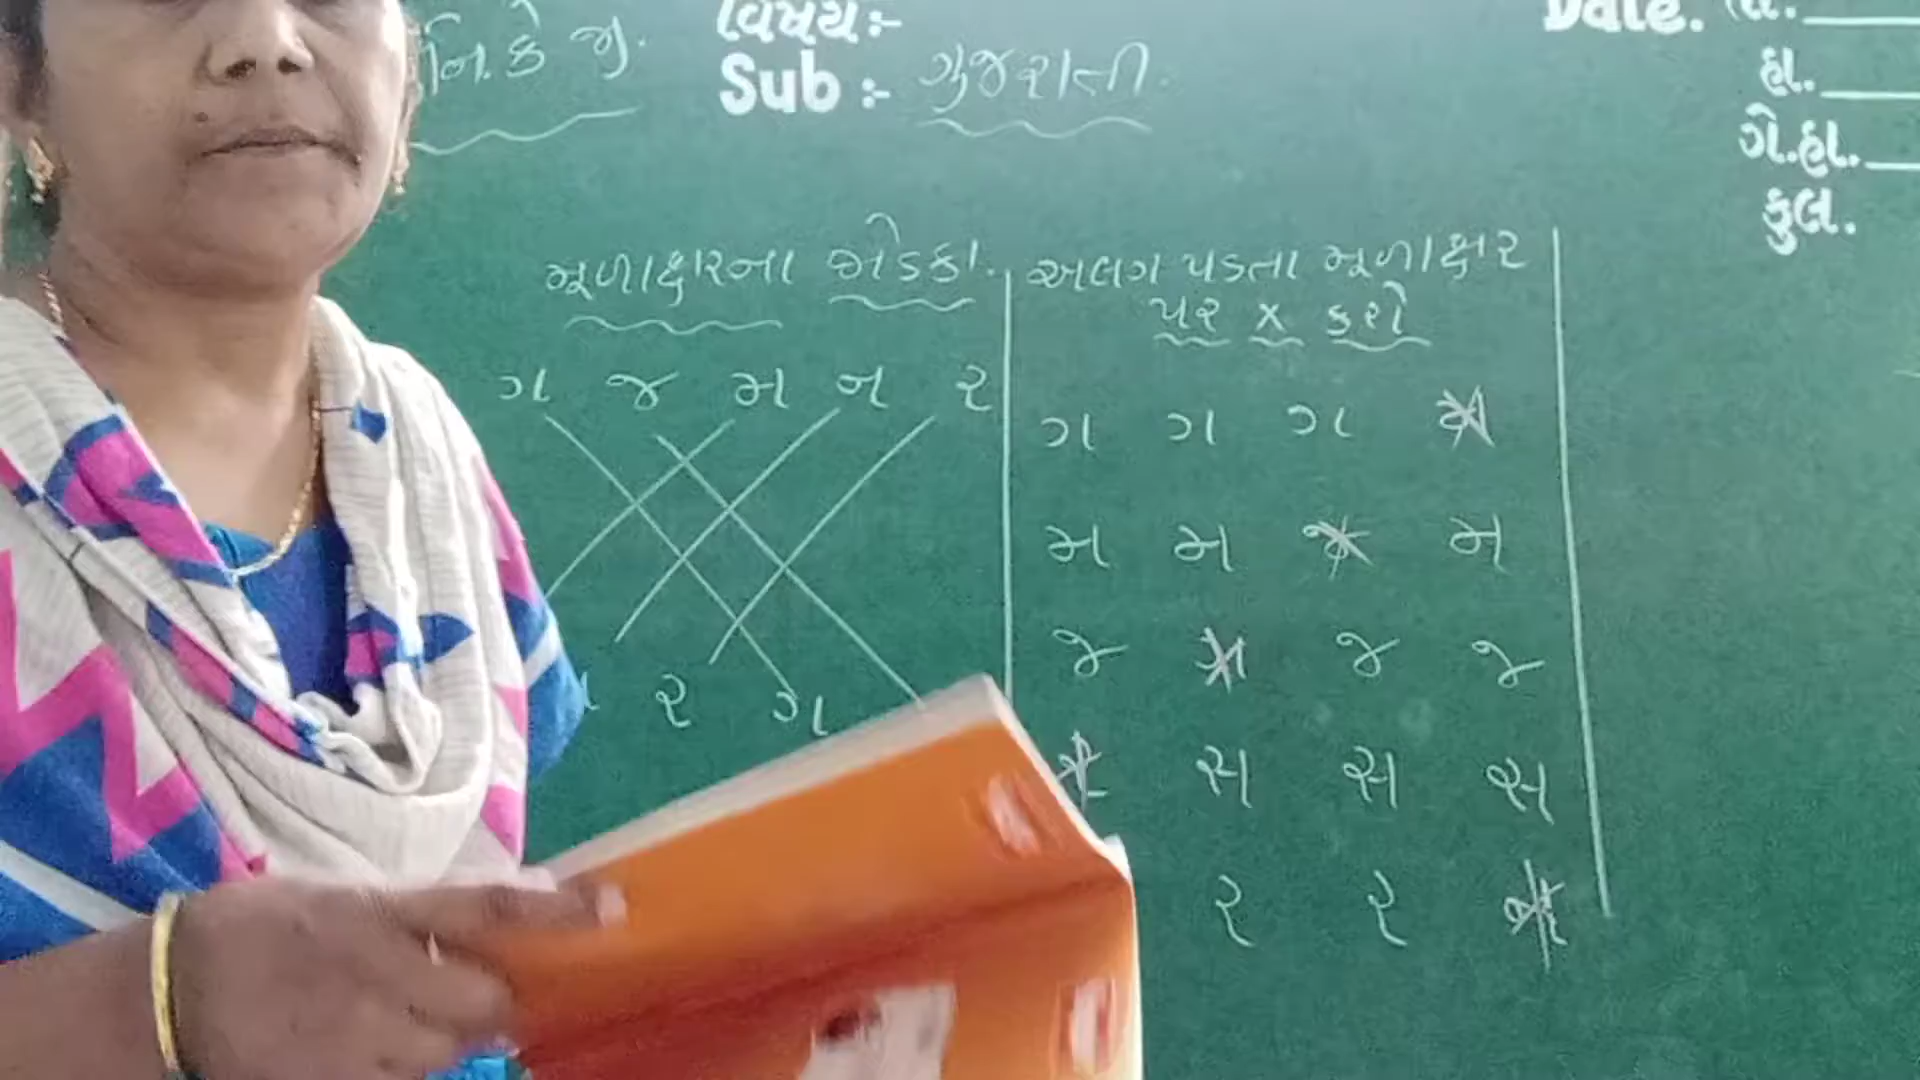 નિ. કે જી.
વિષય:-
Sub :- ગુજરાતી.
Date. તા.
હા.
ગે.હા.
કુલ.
મૂળાક્ષરના જોડકા.
ગ જ મ ન ર
ર ગ
અલગ પડતા મૂળાક્ષર
પર x કરો
ગ ગ ગ
મ મ જ મ
જ જ જ
સ સ સ
ર ર